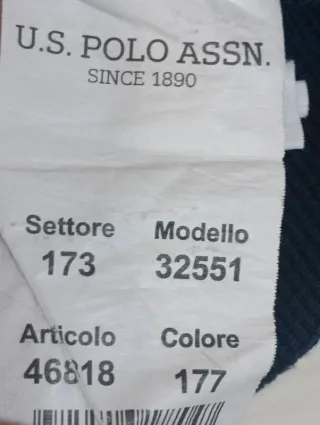 U.S. POLO ASSN.
SINCE 1890
Settore Modello
173 32551
Articolo Colore
46818 177